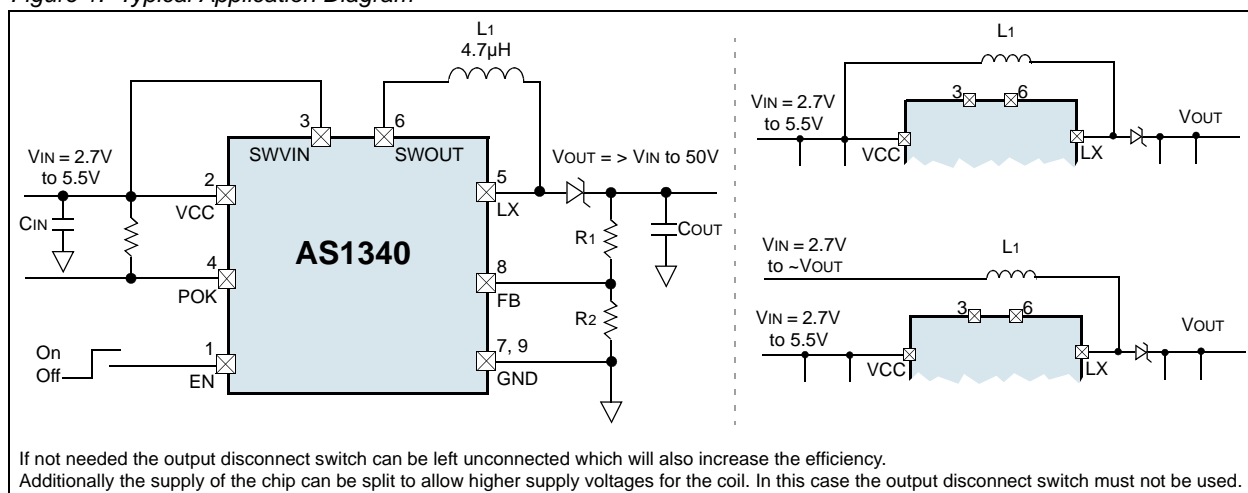 Figure 1. Typical Application Diagram
L1
4.7µH
3
6
SWVIN
SWOUT
VIN = 2.7V
to 5.5V
2
VCC
CIN
VOUT = > VIN to 50V
5
LX
AS1340
R1
COUT
4
POK
8
FB
R2
On
Off
1
EN
7, 9
GND
L1
3
6
VIN = 2.7V
to 5.5V
VCC
LX
VOUT
VIN = 2.7V
to ~VOUT
L1
3
6
VIN = 2.7V
to 5.5V
VCC
LX
VOUT
If not needed the output disconnect switch can be left unconnected which will also increase the efficiency.
Additionally the supply of the chip can be split to allow higher supply voltages for the coil. In this case the output disconnect switch must not be used.